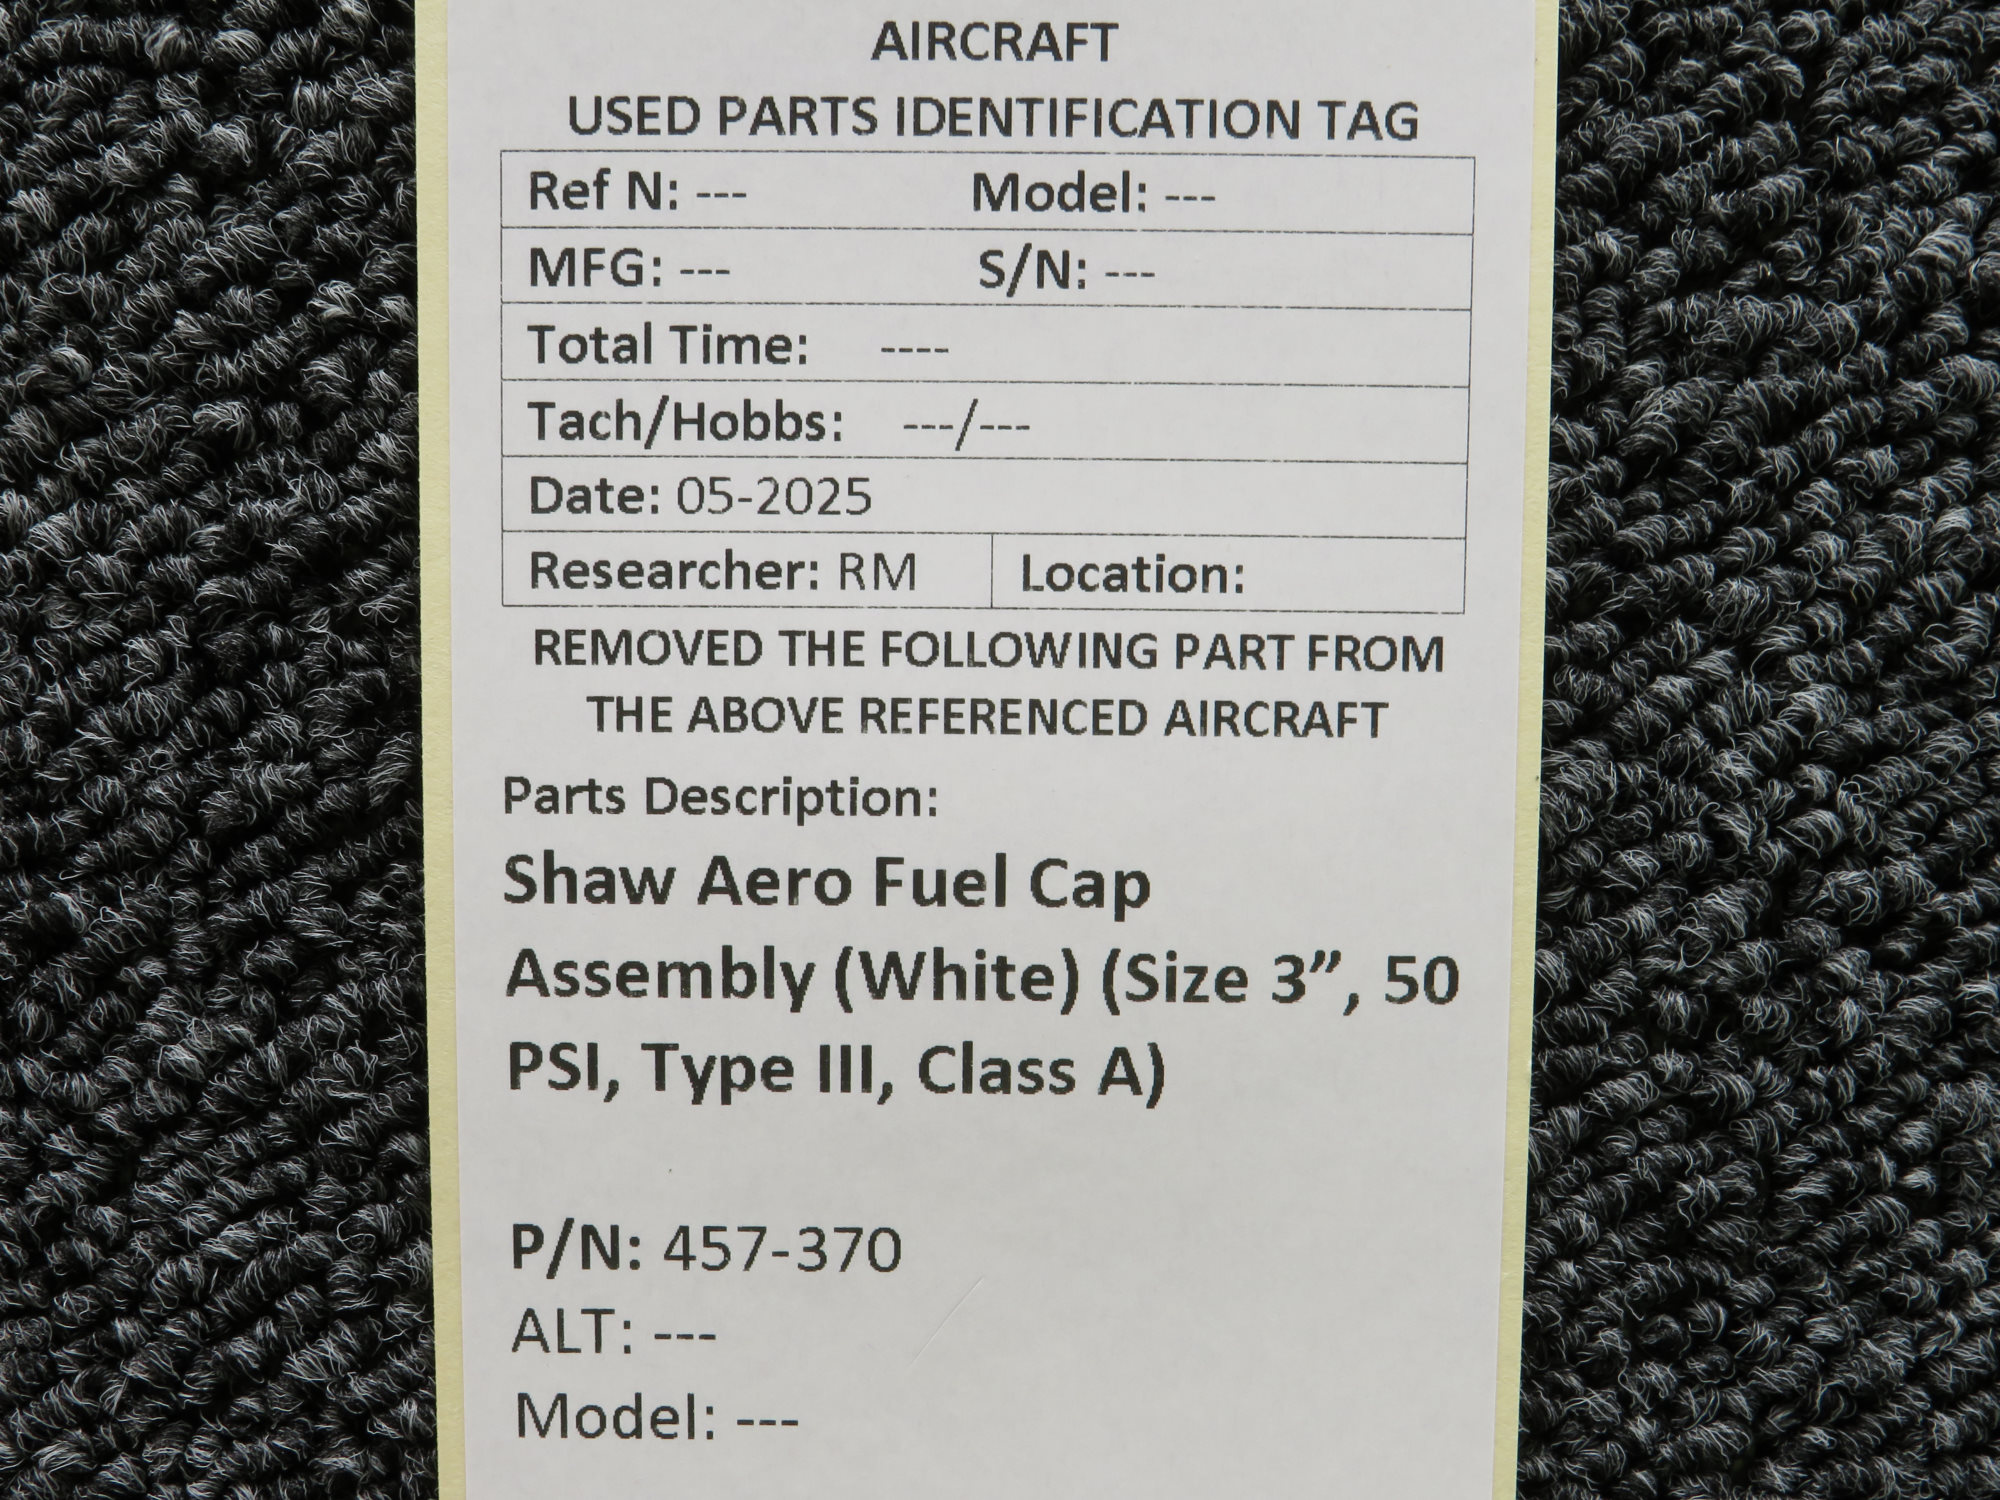 AIRCRAFT
USED PARTS IDENTIFICATION TAG
Ref N: --- Model: ---
MFG: --- S/N: ---
Total Time: ----
Tach/Hobbs: ---/---
Date: 05-2025
Researcher: RM Location:
REMOVED THE FOLLOWING PART FROM
THE ABOVE REFERENCED AIRCRAFT
Parts Description:
Shaw Aero Fuel Cap
Assembly (White) (Size 3”, 50
PSI, Type III, Class A)
P/N: 457-370
ALT: ---
Model: ---